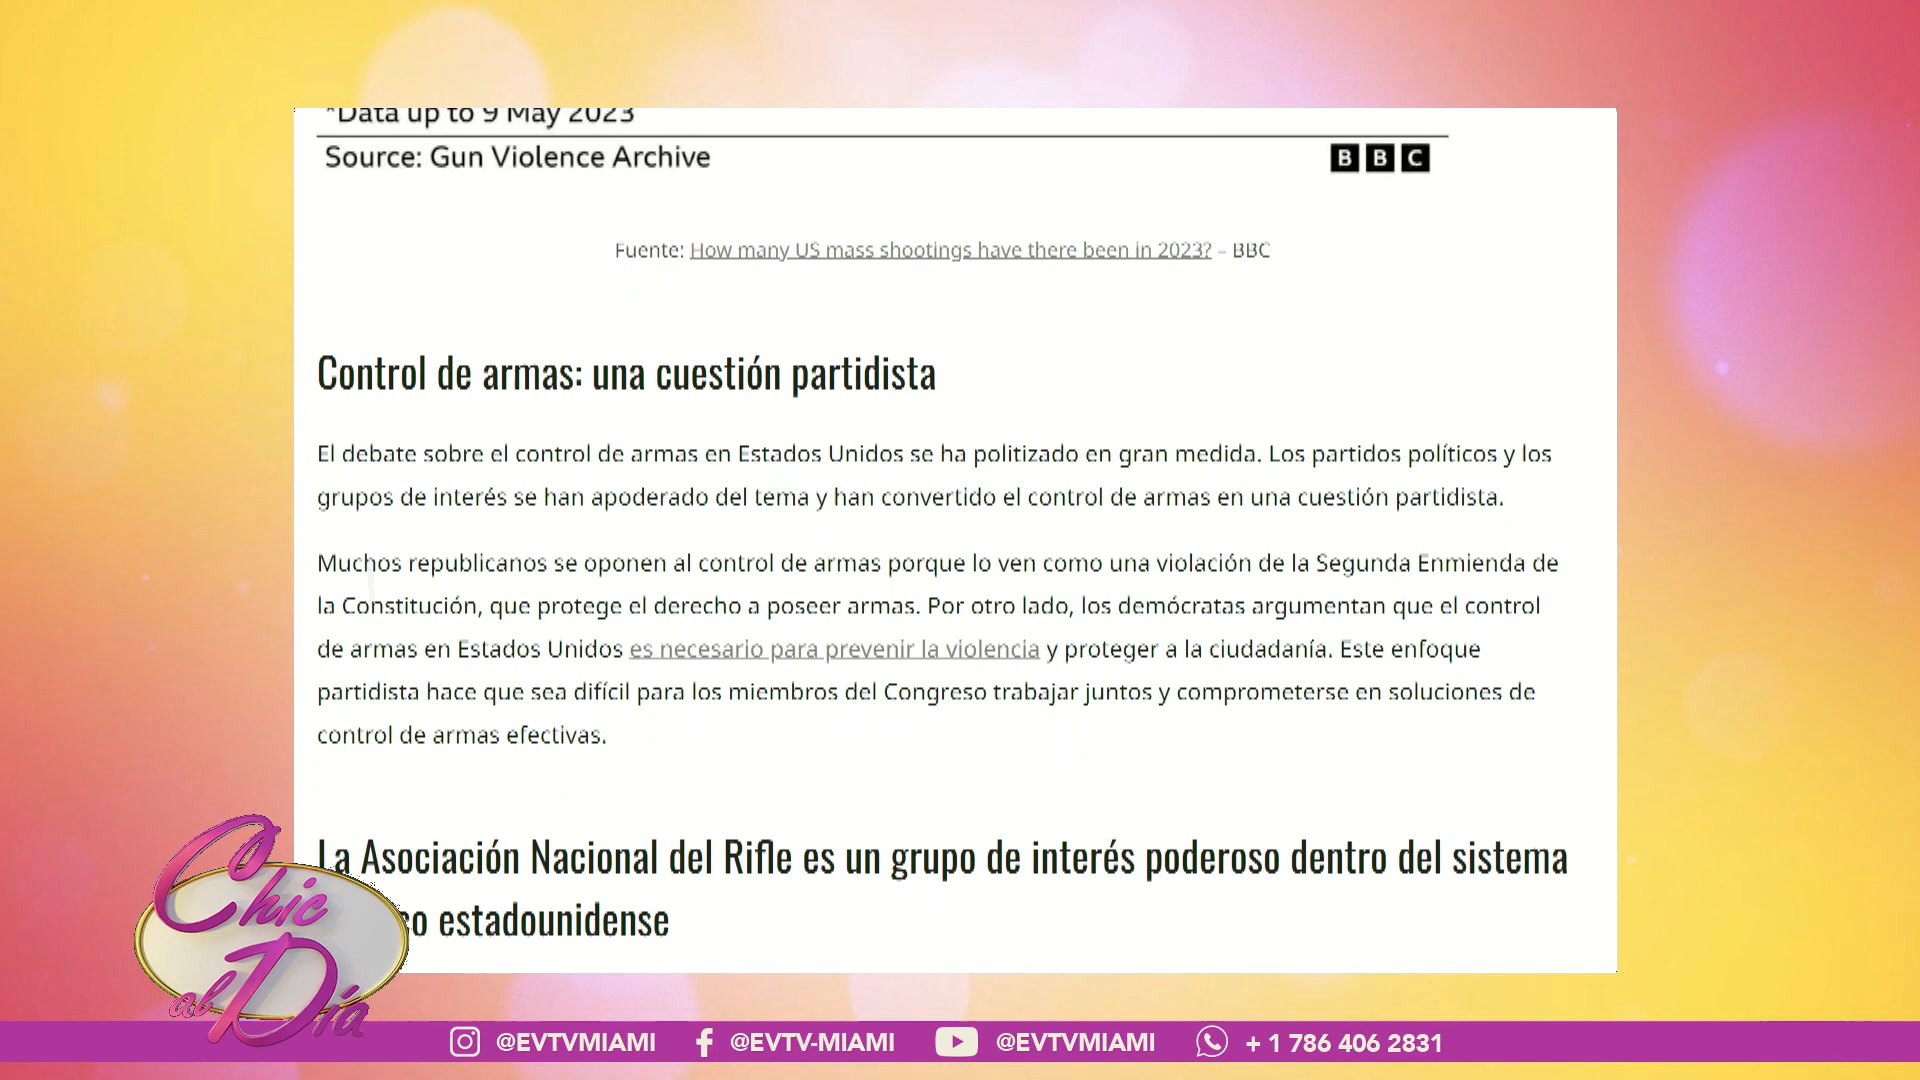 *Data up to 9 May 2023
Source: Gun Violence Archive
BBC
Fuente: How many US mass shootings have there been in 2023? – BBC
Control de armas: una cuestión partidista
El debate sobre el control de armas en Estados Unidos se ha politizado en gran medida. Los partidos políticos y los
grupos de interés se han apoderado del tema y han convertido el control de armas en una cuestión partidista.
Muchos republicanos se oponen al control de armas porque lo ven como una violación de la Segunda Enmienda de
la Constitución, que protege el derecho a poseer armas. Por otro lado, los demócratas argumentan que el control
de armas en Estados Unidos es necesario para prevenir la violencia y proteger a la ciudadanía. Este enfoque
partidista hace que sea difícil para los miembros del Congreso trabajar juntos y comprometerse en soluciones de
control de armas efectivas.
La Asociación Nacional del Rifle es un grupo de interés poderoso dentro del sistema
estadounidense
Chic
al Día
@EVTVMIAMI
@EVTV-MIAMI
@EVTVMIAMI
+ 1 786 406 2831